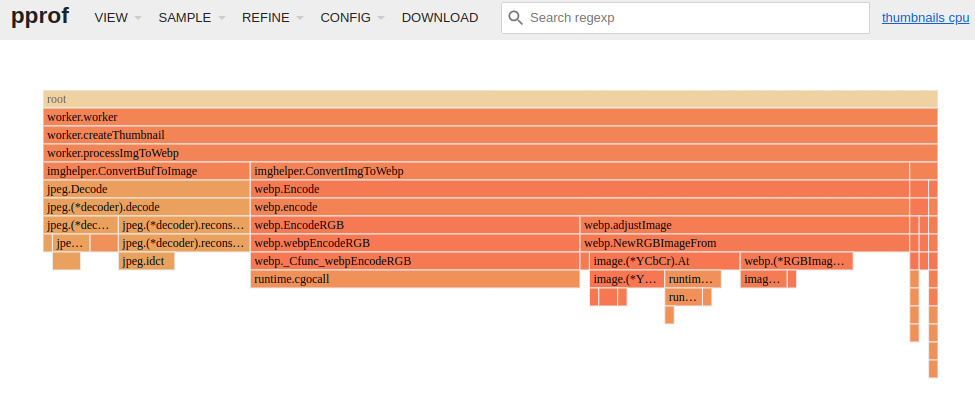 pprof VIEW SAMPLE REFINE CONFIG DOWNLOAD Search regexp thumbnails cpu
root
worker.worker
worker.createThumbnail
worker.processImgToWebp
imghelper.ConvertBufToImage imghelper.ConvertImgToWebp
jpeg.Decode webp.Encode
jpeg.(*decoder).decode webp.encode
jpeg.(*dec... jpeg.(*decoder).recons... webp.EncodeRGB webp.adjustImage
jpe... jpeg.(*decoder).recons... webp.webpEncodeRGB webp.NewRGBImageFrom
jpeg.idct webp._Cfunc_webpEncodeRGB image.(*YCbCr).At webp.(*RGBImag...
runtime.cgocall image.(*Y... runtim... imag...
run...